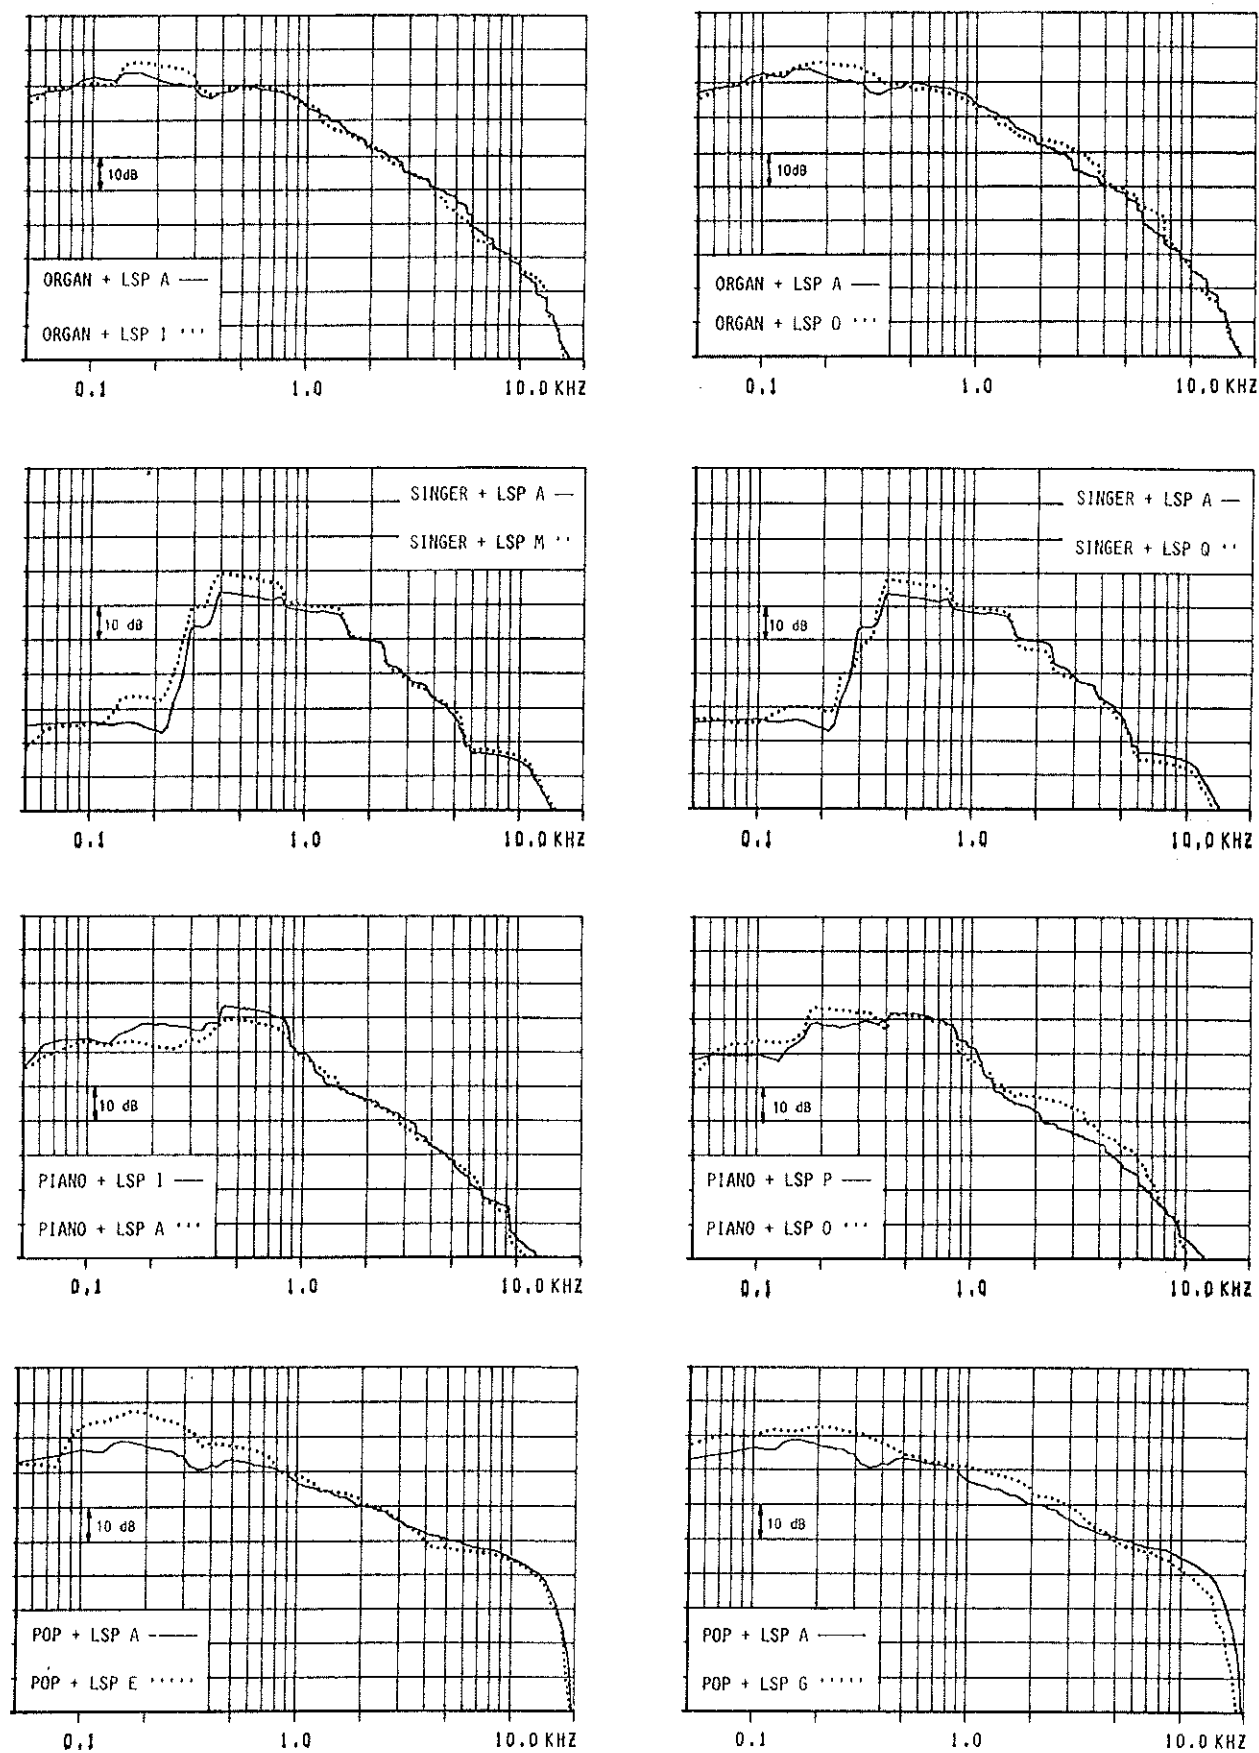 10dB
ORGAN + LSP A —
ORGAN + LSP I ···
0.1 1.0 10.0 KHZ
10dB
ORGAN + LSP A —
ORGAN + LSP O ···
0.1 1.0 10.0 KHZ
SINGER + LSP A —
SINGER + LSP M ··
10 dB
0.1 1.0 10.0 KHZ
SINGER + LSP A —
SINGER + LSP Q ··
10 dB
0.1 1.0 10.0 KHZ
10 dB
PIANO + LSP I —
PIANO + LSP A ···
0.1 1.0 10.0 KHZ
10 dB
PIANO + LSP P —
PIANO + LSP O ···
0.1 1.0 10.0 KHZ
10 dB
POP + LSP A —
POP + LSP E ·····
0.1 1.0 10.0 KHZ
10 dB
POP + LSP A —
POP + LSP G ·····
0.1 1.0 10.0 KHZ